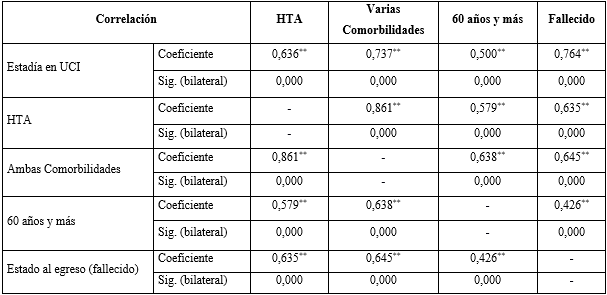 Correlación HTA Varias Comorbilidades 60 años y más Fallecido
Estadía en UCI Coeficiente 0,636** 0,737** 0,500** 0,764**
Sig. (bilateral) 0,000 0,000 0,000 0,000
HTA Coeficiente - 0,861** 0,579** 0,635**
Sig. (bilateral) - 0,000 0,000 0,000
Ambas Comorbilidades Coeficiente 0,861** - 0,638** 0,645**
Sig. (bilateral) 0,000 - 0,000 0,000
60 años y más Coeficiente 0,579** 0,638** - 0,426**
Sig. (bilateral) 0,000 0,000 - 0,000
Estado al egreso (fallecido) Coeficiente 0,635** 0,645** 0,426** -
Sig. (bilateral) 0,000 0,000 0,000 -